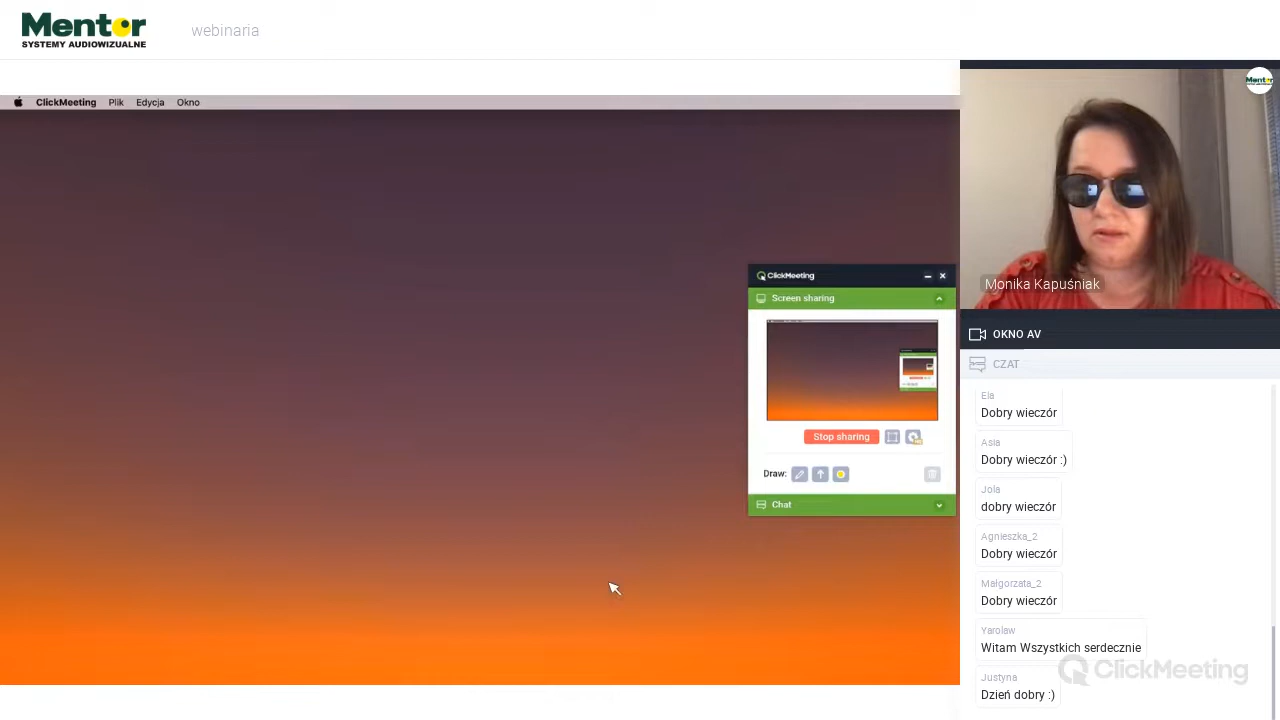 Mentor
SYSTEMY AUDIOWIZUALNE
webinaria
ClickMeeting Plik Edycja Okno
ClickMeeting
Screen sharing
Stop sharing
Draw:
Chat
Mentor
Monika Kapuśniak
OKNO AV
CZAT
Ela
Dobry wieczór
Asia
Dobry wieczór :)
Jola
dobry wieczór
Agnieszka_2
Dobry wieczór
Małgorzata_2
Dobry wieczór
Yarolaw
Witam Wszystkich serdecznie
Justyna
Dzień dobry :)
ClickMeeting